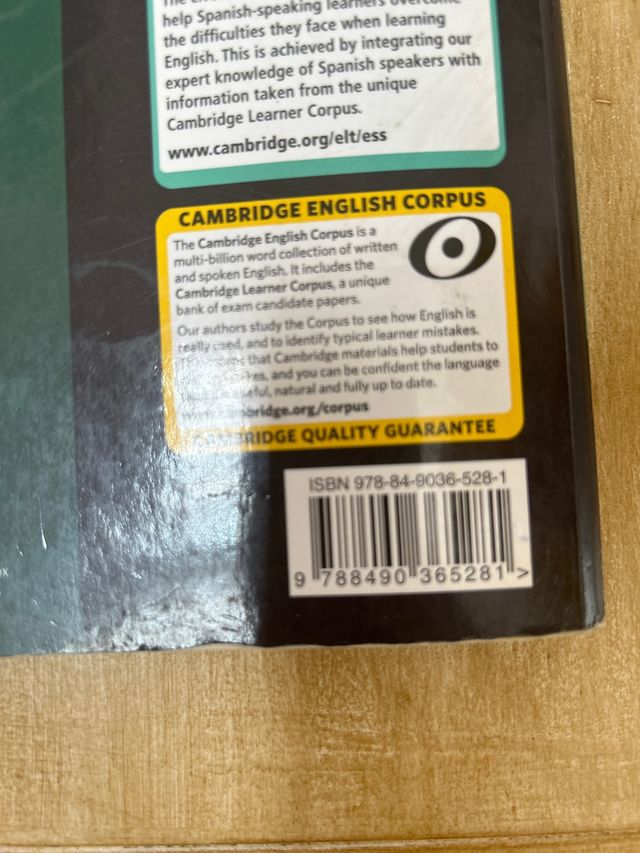 help Spanish-speaking learners overcome
the difficulties they face when learning
English. This is achieved by integrating our
expert knowledge of Spanish speakers with
information taken from the unique
Cambridge Learner Corpus.
www.cambridge.org/elt/ess
CAMBRIDGE ENGLISH CORPUS
The Cambridge English Corpus is a
multi-billion word collection of written
and spoken English. It includes the
Cambridge Learner Corpus, a unique
bank of exam candidate papers.
Our authors study the Corpus to see how English is
really used, and to identify typical learner mistakes.
that Cambridge materials help students to
and you can be confident the language
natural and fully up to date.
www.cambridge.org/corpus
CAMBRIDGE QUALITY GUARANTEE
ISBN 978-84-9036-528-1
9 788490 365281 >